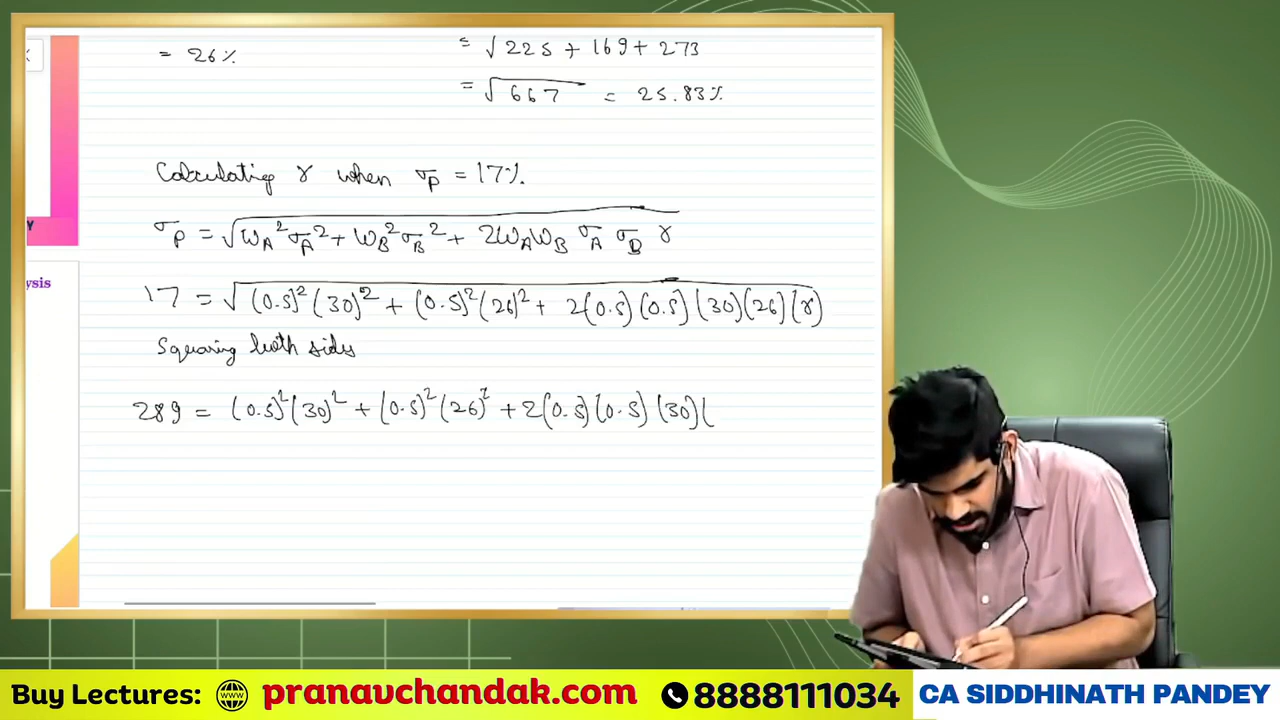 = 26%
= √225 + 169 + 273
= √667 = 25.83%
Calculating r when σp = 17%.
σp = √wA²σA² + wB²σB² + 2wAwB σA σB r
17 = √(0.5)²(30)² + (0.5)²(26)² + 2(0.5)(0.5)(30)(26)(r)
Squaring both sides
289 = (0.5)²(30)² + (0.5)²(26)² + 2(0.5)(0.5)(30)(
Y
ysis
Buy Lectures: pranavchandak.com 8888111034 CA SIDDHINATH PANDEY